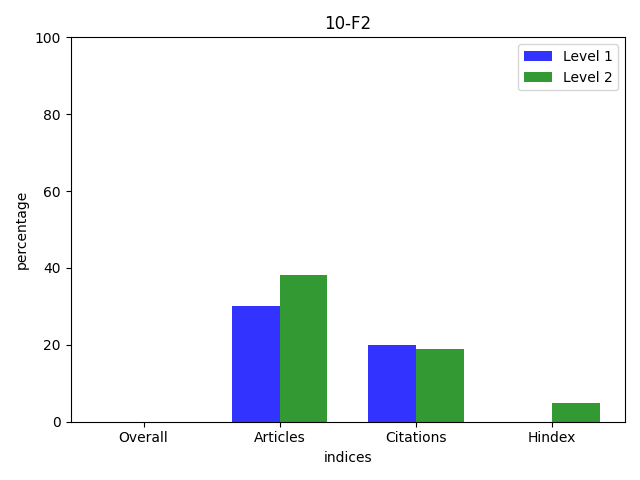 10-F2
100
80
60
40
20
0
percentage
Level 1
Level 2
Overall
Articles
Citations
Hindex
indices